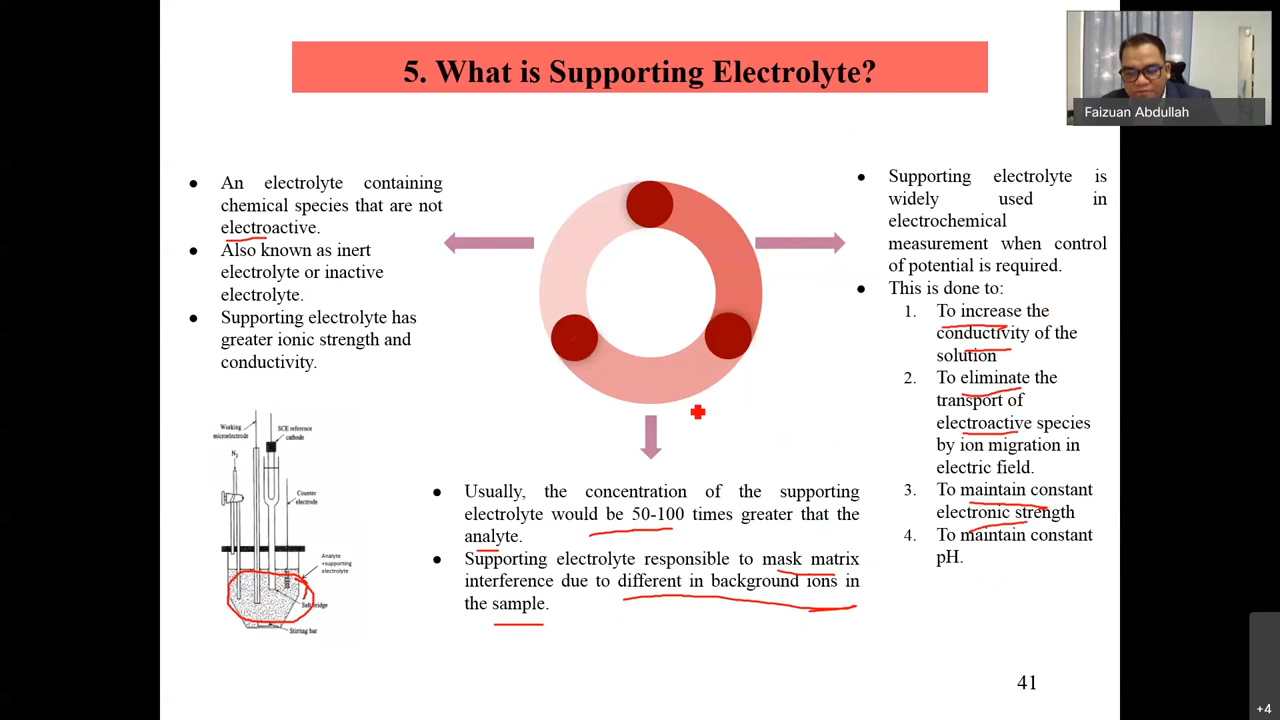 5. What is Supporting Electrolyte?
Faizuan Abdullah
● An electrolyte containing
chemical species that are not
electroactive.
● Also known as inert
electrolyte or inactive
electrolyte.
● Supporting electrolyte has
greater ionic strength and
conductivity.
● Supporting electrolyte is
widely used in
electrochemical
measurement when control
of potential is required.
● This is done to:
1. To increase the
conductivity of the
solution
2. To eliminate the
transport of
electroactive species
by ion migration in
electric field.
3. To maintain constant
electronic strength
4. To maintain constant
pH.
Working
microelectrode
SCE reference
cathode
N2
Counter
electrode
Analyte
+supporting
electrolyte
Salt bridge
Stirring bar
● Usually, the concentration of the supporting
electrolyte would be 50-100 times greater that the
analyte.
● Supporting electrolyte responsible to mask matrix
interference due to different in background ions in
the sample.
41
+4